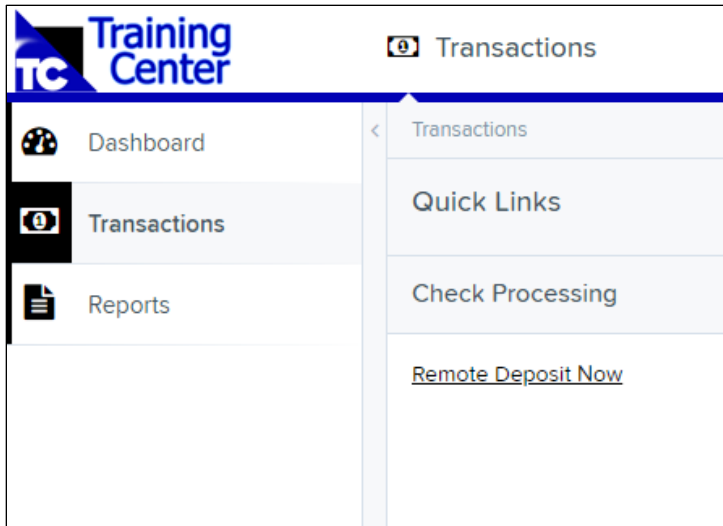 TC
Training
Center
Transactions
Dashboard
Transactions
Reports
Transactions
Quick Links
Check Processing
Remote Deposit Now